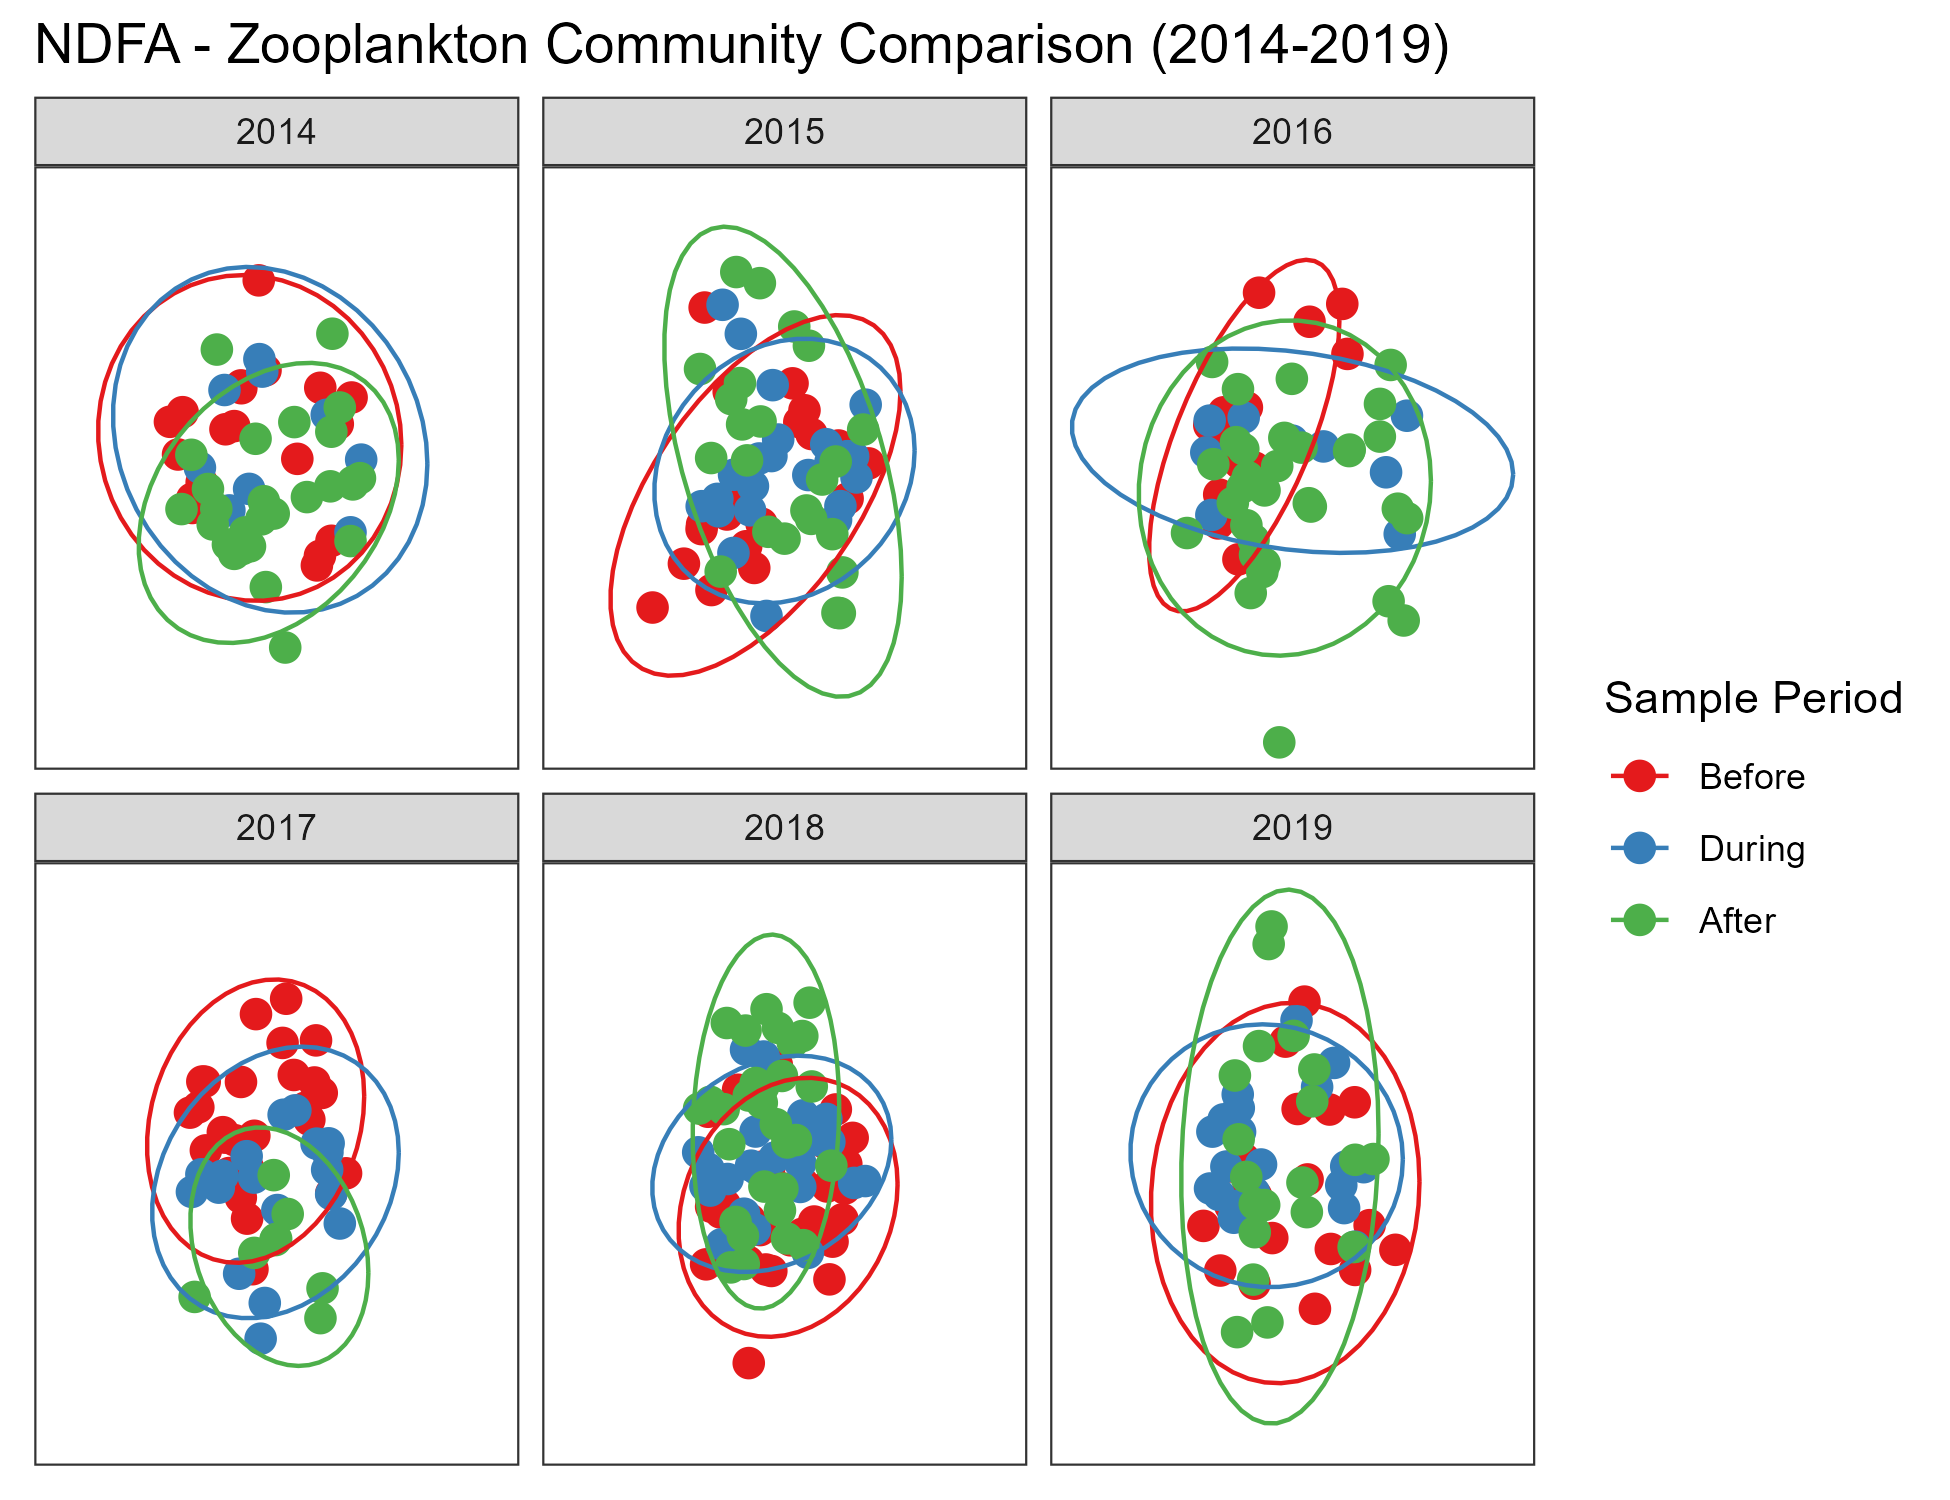 NDFA - Zooplankton Community Comparison (2014-2019)
2014
2015
2016
2017
2018
2019
Sample Period
Before
During
After